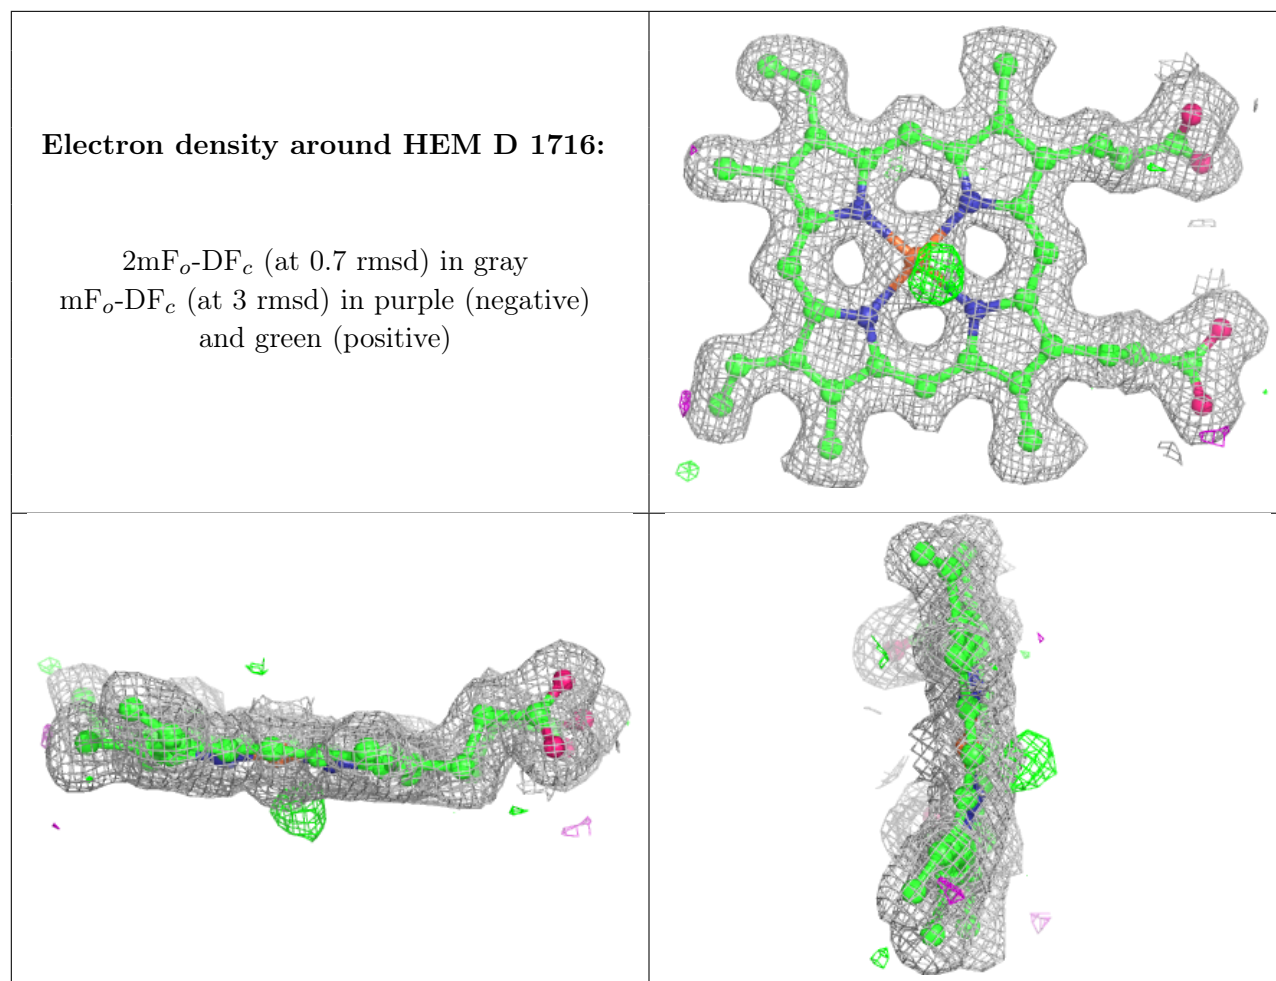 Electron density around HEM D 1716:
2mFo-DFc (at 0.7 rmsd) in gray
mFo-DFc (at 3 rmsd) in purple (negative)
and green (positive)